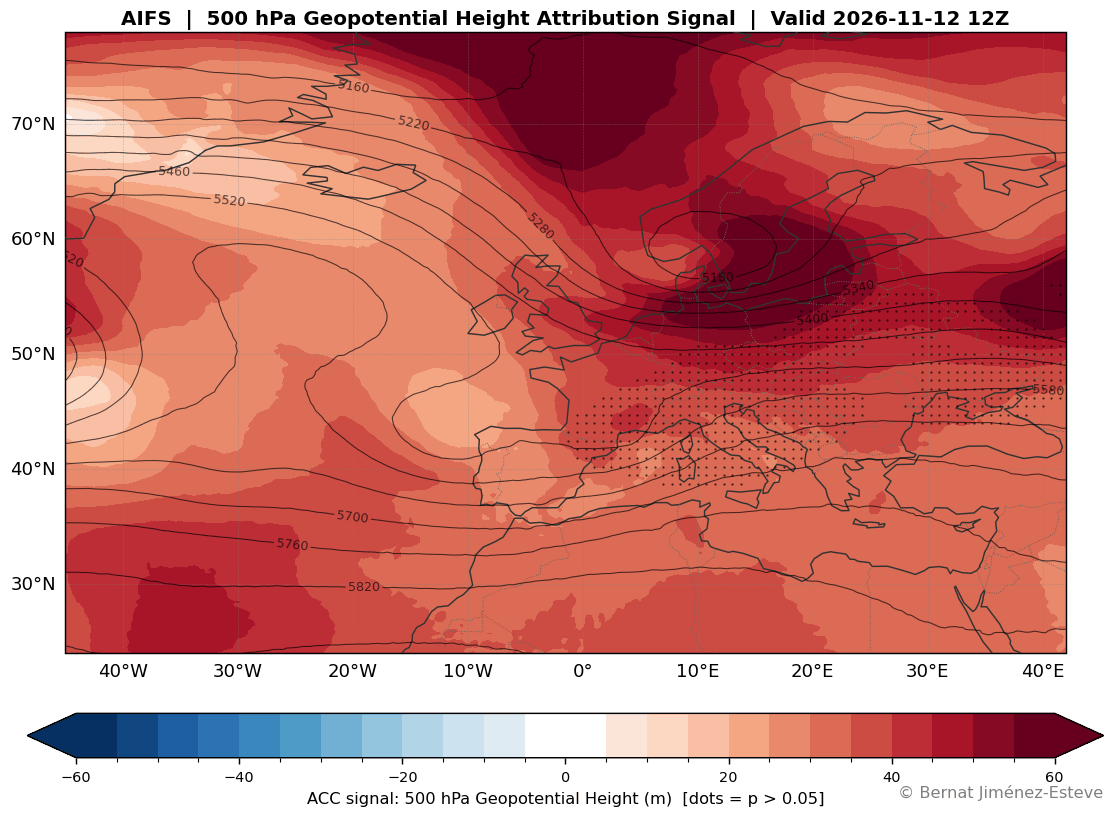 AIFS | 500 hPa Geopotential Height Attribution Signal | Valid 2026-11-12 12Z
70°N
60°N
50°N
40°N
30°N
5160
5220
5460
5520
5280
520
5160
5340
5400
5580
5700
5760
5820
40°W
30°W
20°W
10°W
0°
10°E
20°E
30°E
40°E
−60
−40
−20
0
20
40
60
ACC signal: 500 hPa Geopotential Height (m) [dots = p > 0.05]
© Bernat Jiménez-Esteve